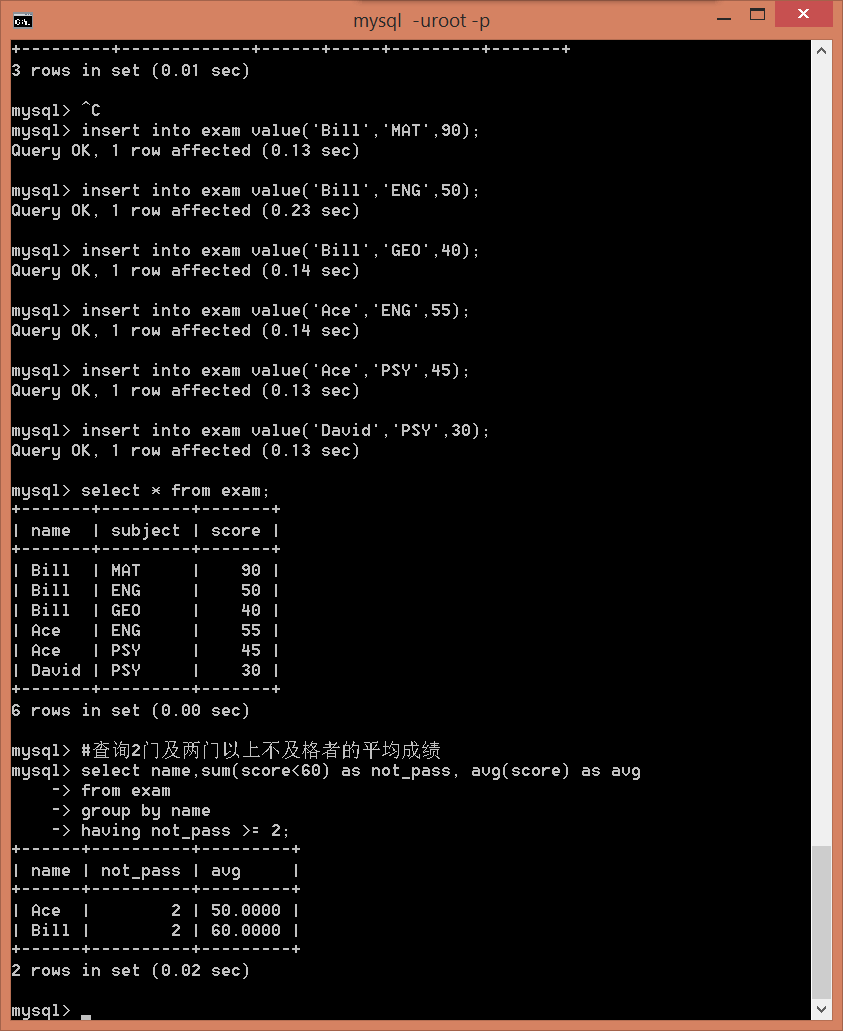 mysql  -uroot -p
+---------+-------------+------+-----+---------+-------+
3 rows in set (0.01 sec)
mysql> ^C
mysql> insert into exam value('Bill','MAT',90);
Query OK, 1 row affected (0.13 sec)
mysql> insert into exam value('Bill','ENG',50);
Query OK, 1 row affected (0.23 sec)
mysql> insert into exam value('Bill','GEO',40);
Query OK, 1 row affected (0.14 sec)
mysql> insert into exam value('Ace','ENG',55);
Query OK, 1 row affected (0.14 sec)
mysql> insert into exam value('Ace','PSY',45);
Query OK, 1 row affected (0.13 sec)
mysql> insert into exam value('David','PSY',30);
Query OK, 1 row affected (0.13 sec)
mysql> select * from exam;
+-------+---------+-------+
| name  | subject | score |
+-------+---------+-------+
| Bill  | MAT     |    90 |
| Bill  | ENG     |    50 |
| Bill  | GEO     |    40 |
| Ace   | ENG     |    55 |
| Ace   | PSY     |    45 |
| David | PSY     |    30 |
+-------+---------+-------+
6 rows in set (0.00 sec)
mysql> #查询2门及两门以上不及格者的平均成绩
mysql> select name,sum(score<60) as not_pass, avg(score) as avg
    -> from exam
    -> group by name
    -> having not_pass >= 2;
+------+----------+---------+
| name | not_pass | avg     |
+------+----------+---------+
| Ace  |        2 | 50.0000 |
| Bill |        2 | 60.0000 |
+------+----------+---------+
2 rows in set (0.02 sec)
mysql> _